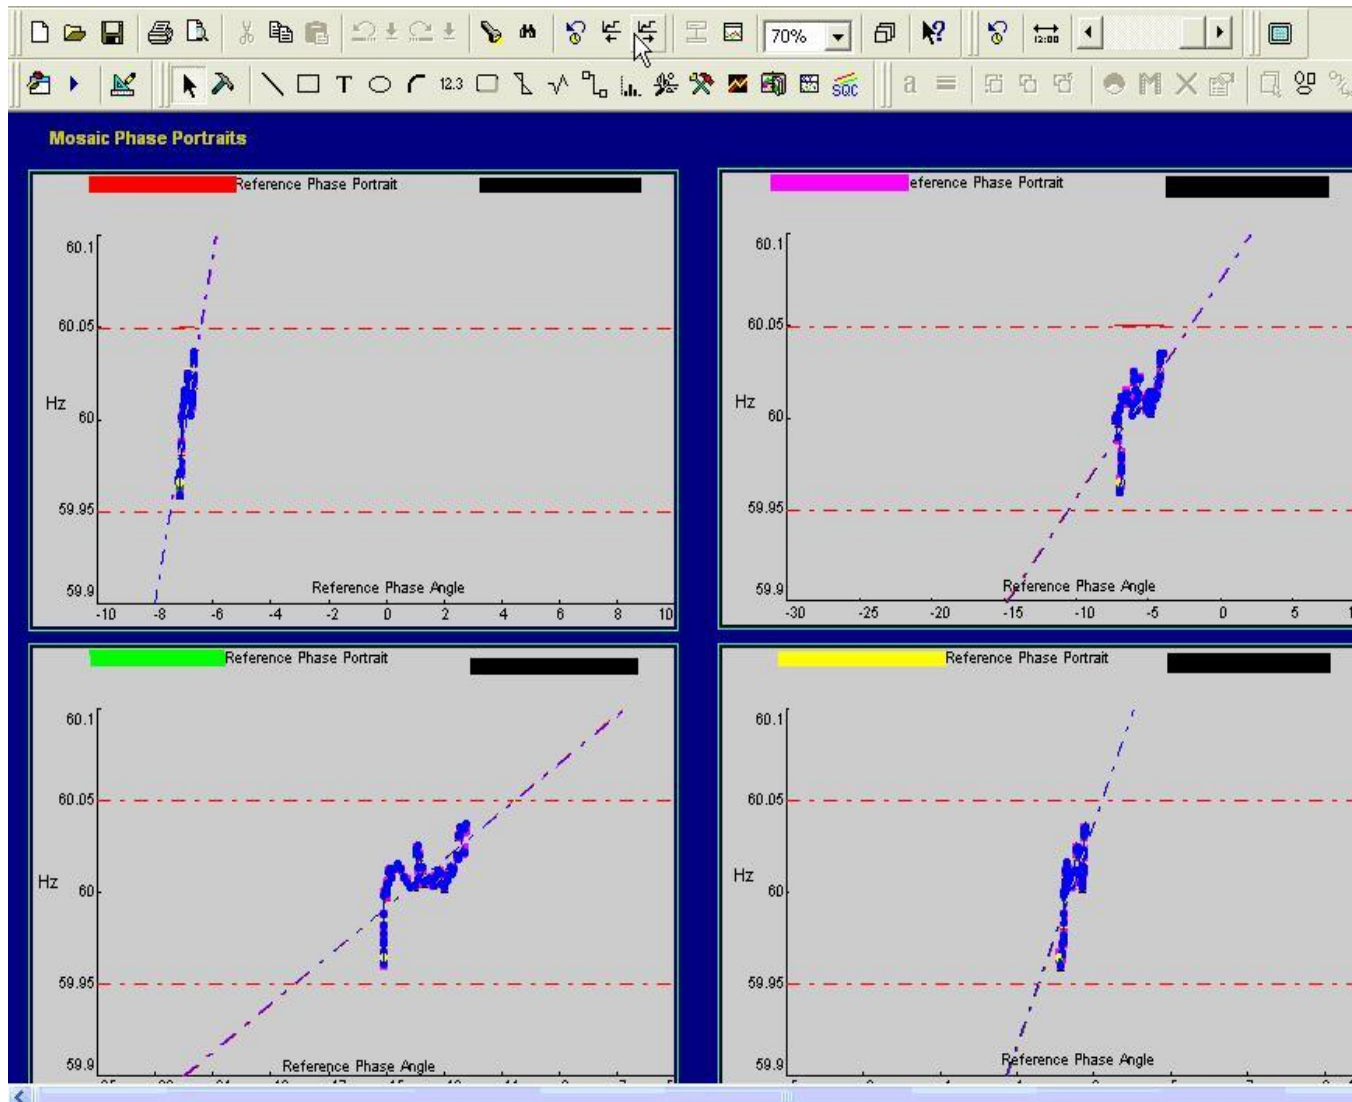 70%
12:00
T
12.3
SQC
a
M
Mosaic Phase Portraits
Reference Phase Portrait
60.1
60.05
Hz
60
59.95
59.9
Reference Phase Angle
-10 -8 -6 -4 -2 0 2 4 6 8 10
eference Phase Portrait
60.1
60.05
Hz
60
59.95
59.9
Reference Phase Angle
-30 -25 -20 -15 -10 -5 0 5
Reference Phase Portrait
60.1
60.05
Hz
60
59.95
59.9
Reference Phase Angle
Reference Phase Portrait
60.1
60.05
Hz
60
59.95
59.9
Reference Phase Angle